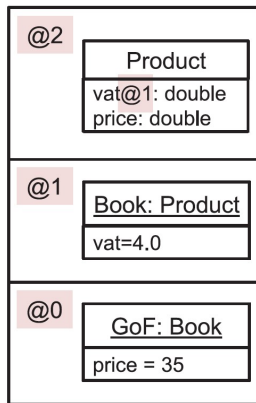 @2
Product
vat@1: double
price: double
@1
Book: Product
vat=4.0
@0
GoF: Book
price = 35